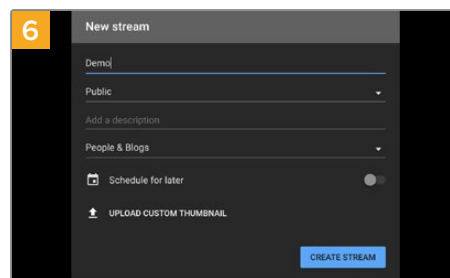 6
New stream
Demo
Public
Add a description
People & Blogs
Schedule for later
UPLOAD CUSTOM THUMBNAIL
CREATE STREAM